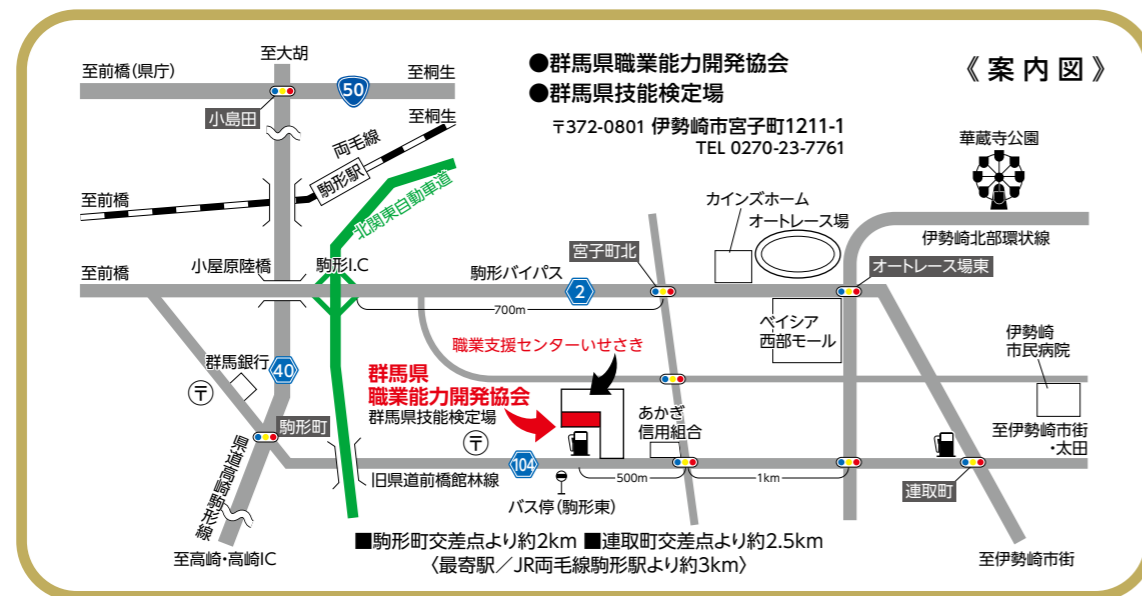 ●群馬県職業能力開発協会
●群馬県技能検定場
〒372-0801 伊勢崎市宮子町1211-1
TEL 0270-23-7761
《 案 内 図 》
至大胡
至前橋(県庁)
至桐生
50
小島田
至桐生
両毛線
駒形駅
至前橋
北関東自動車道
華蔵寺公園
カインズホーム
オートレース場
伊勢崎北部環状線
宮子町北
オートレース場東
小屋原陸橋
駒形I.C
至前橋
駒形バイパス
2
700m
ベイシア
西部モール
伊勢崎
市民病院
職業支援センターいせさき
群馬銀行
〒
40
群馬県
職業能力開発協会
群馬県技能検定場
〒
あかぎ
信用組合
駒形町
至伊勢崎市街
・太田
県道高崎駒形線
旧県道前橋館林線
104
500m
1km
連取町
バス停(駒形東)
至高崎・高崎IC
至伊勢崎市街
■駒形町交差点より約2km ■連取町交差点より約2.5km
〈最寄駅／JR両毛線駒形駅より約3km〉